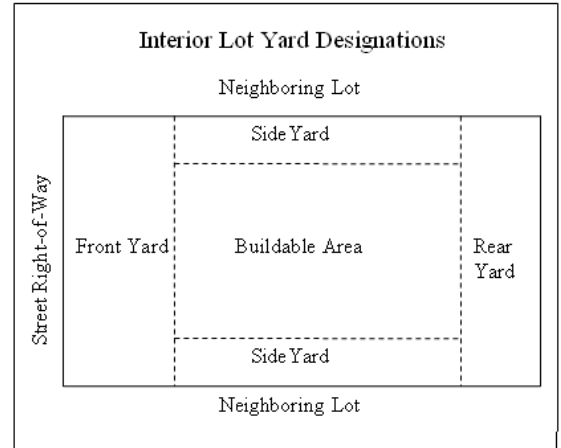 Interior Lot Yard Designations
Neighboring Lot
Side Yard
Street Right-of-Way
Front Yard
Buildable Area
Rear
Yard
Side Yard
Neighboring Lot